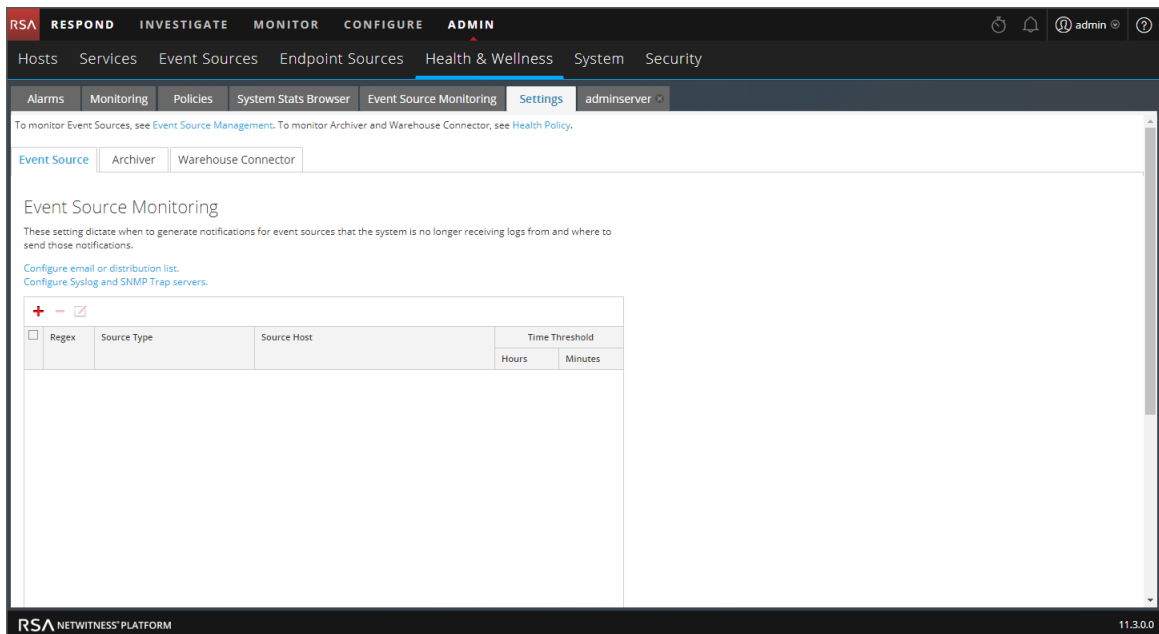 RSA RESPOND INVESTIGATE MONITOR CONFIGURE ADMIN admin ?
Hosts Services Event Sources Endpoint Sources Health & Wellness System Security
Alarms Monitoring Policies System Stats Browser Event Source Monitoring Settings adminserver
To monitor Event Sources, see Event Source Management. To monitor Archiver and Warehouse Connector, see Health Policy.
Event Source Archiver Warehouse Connector
Event Source Monitoring
These setting dictate when to generate notifications for event sources that the system is no longer receiving logs from and where to
send those notifications.
Configure email or distribution list.
Configure Syslog and SNMP Trap servers.
Regex Source Type Source Host Time Threshold
Hours Minutes
RSA NETWITNESS® PLATFORM 11.3.0.0